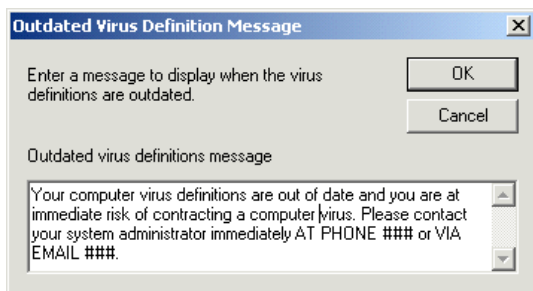 Outdated Virus Definition Message
Enter a message to display when the virus
definitions are outdated.
OK
Cancel
Outdated virus definitions message
Your computer virus definitions are out of date and you are at
immediate risk of contracting a computer virus. Please contact
your system administrator immediately AT PHONE ### or VIA
EMAIL ###.